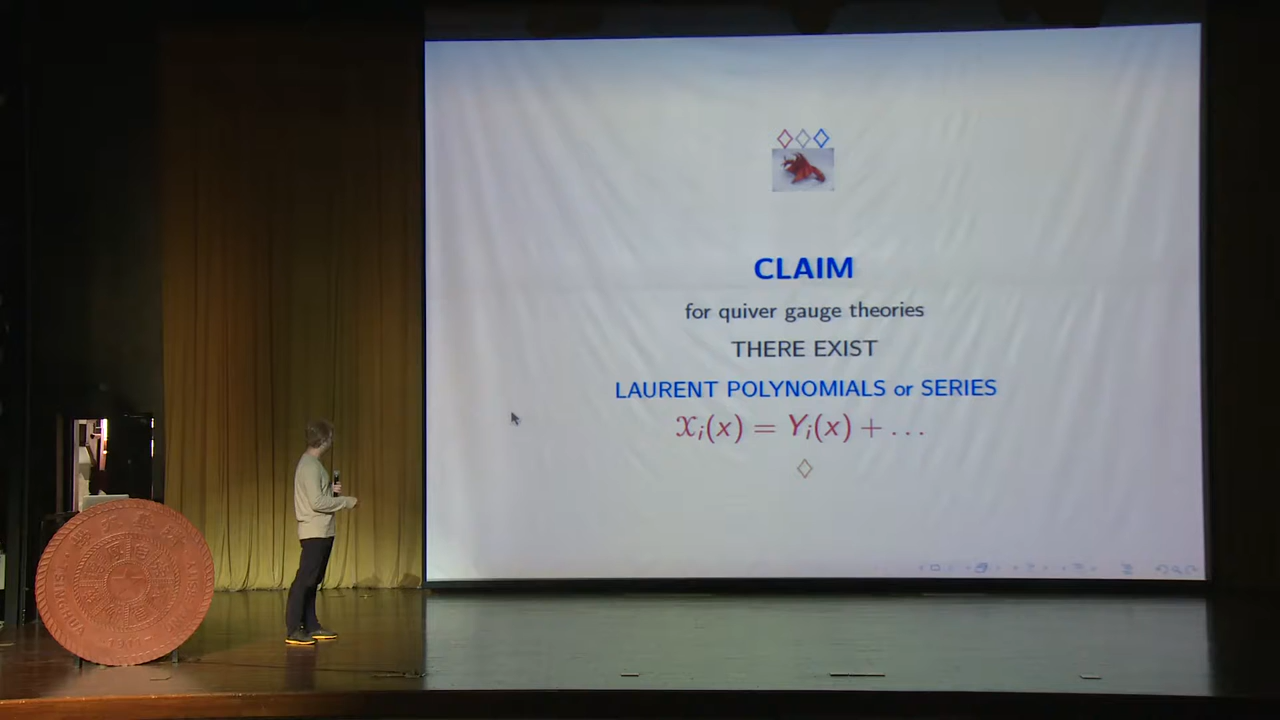 CLAIM
for quiver gauge theories
THERE EXIST
LAURENT POLYNOMIALS or SERIES
𝒳ᵢ(x) = Yᵢ(x) + ...